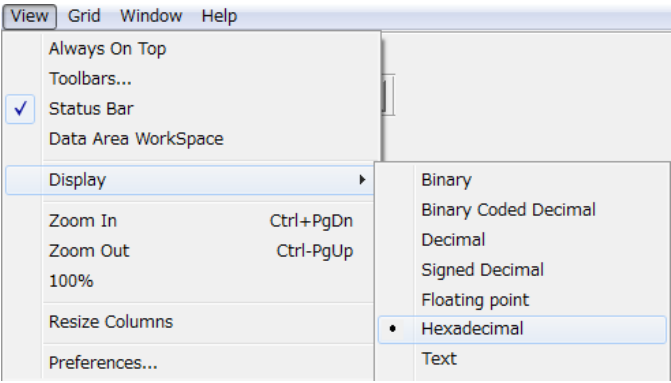 View Grid Window Help
Always On Top
Toolbars...
Status Bar
Data Area WorkSpace
Display
Zoom In Ctrl+PgDn
Zoom Out Ctrl-PgUp
100%
Resize Columns
Preferences...
Binary
Binary Coded Decimal
Decimal
Signed Decimal
Floating point
Hexadecimal
Text